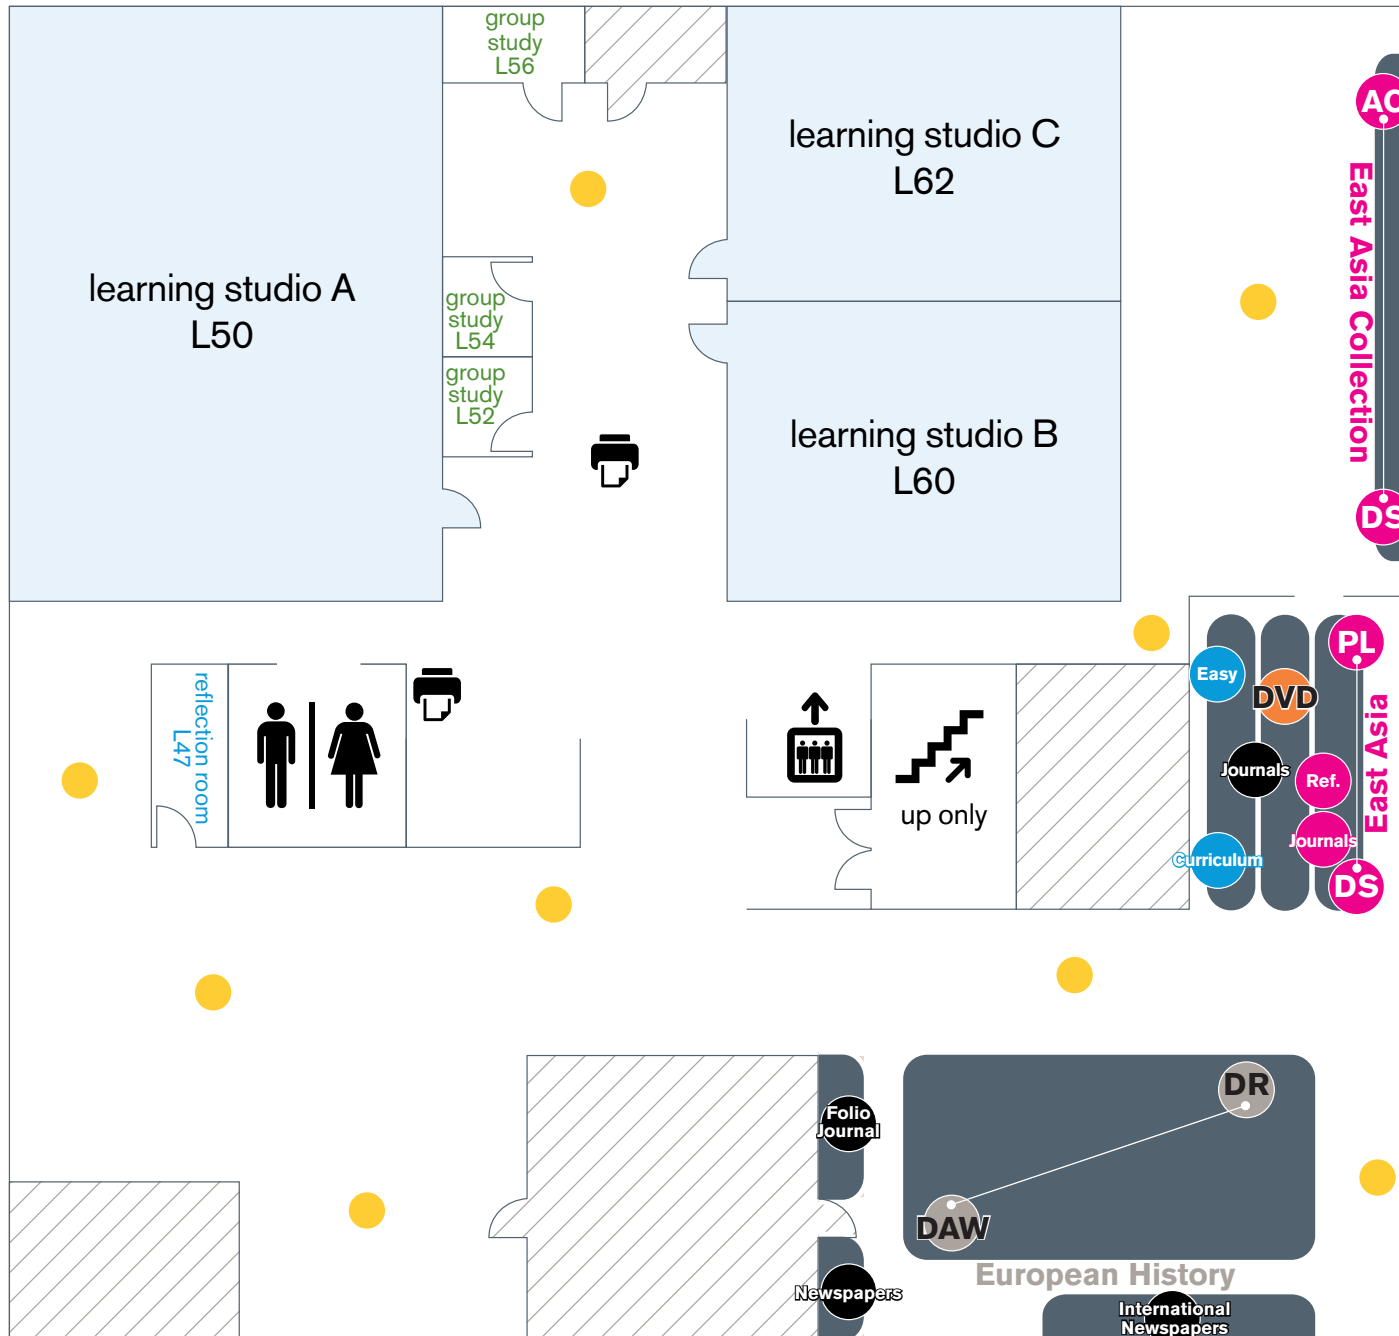 group
study
L56
learning studio C
L62
learning studio A
L50
group
study
L54
group
study
L52
learning studio B
L60
East Asia Collection
DS
reflection room
L47
up only
Easy
DVD
PL
Journals
Ref.
East Asia
Curriculum
Journals
DS
Folio
Journal
DR
DAW
European History
Newspapers
International
Newspapers